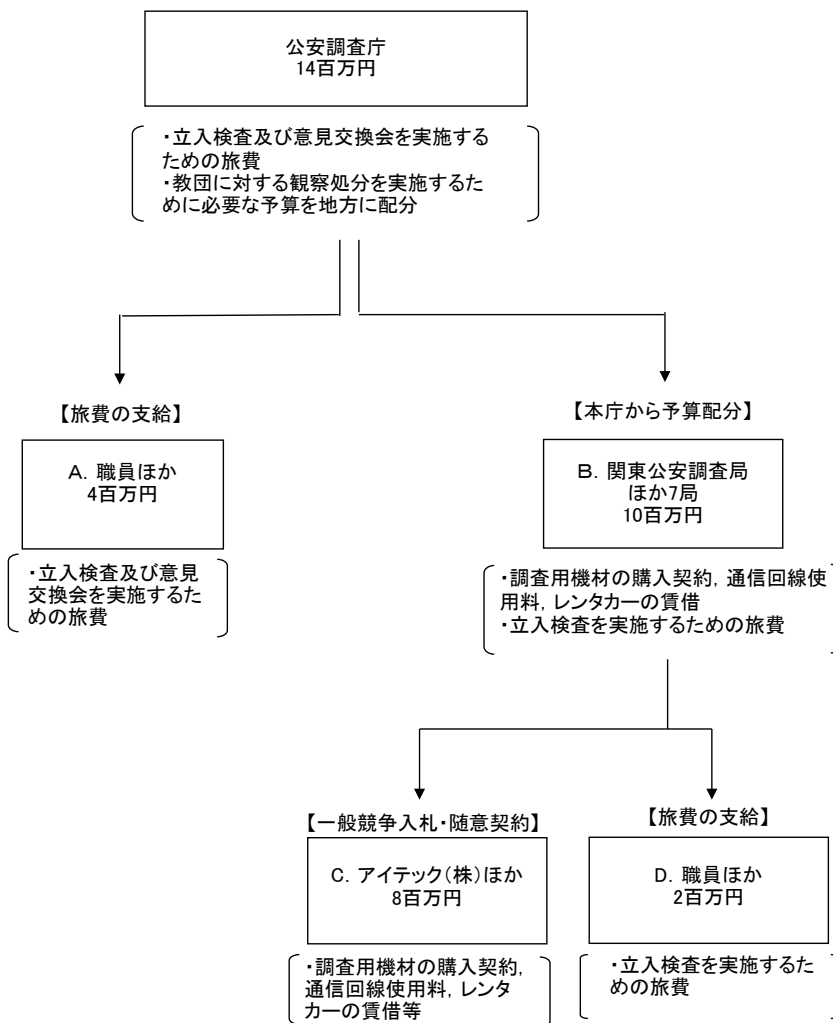 公安調査庁
14百万円
・立入検査及び意見交換会を実施する
ための旅費
・教団に対する観察処分を実施するた
めに必要な予算を地方に配分
【旅費の支給】
A．職員ほか
4百万円
・立入検査及び意見
交換会を実施するた
めの旅費
【本庁から予算配分】
B．関東公安調査局
ほか7局
10百万円
・調査用機材の購入契約，通信回線使
用料，レンタカーの賃借
・立入検査を実施するための旅費
【一般競争入札・随意契約】
C．アイテック（株）ほか
8百万円
・調査用機材の購入契約，
通信回線使用料，レンタ
カーの賃借等
【旅費の支給】
D．職員ほか
2百万円
・立入検査を実施するた
めの旅費